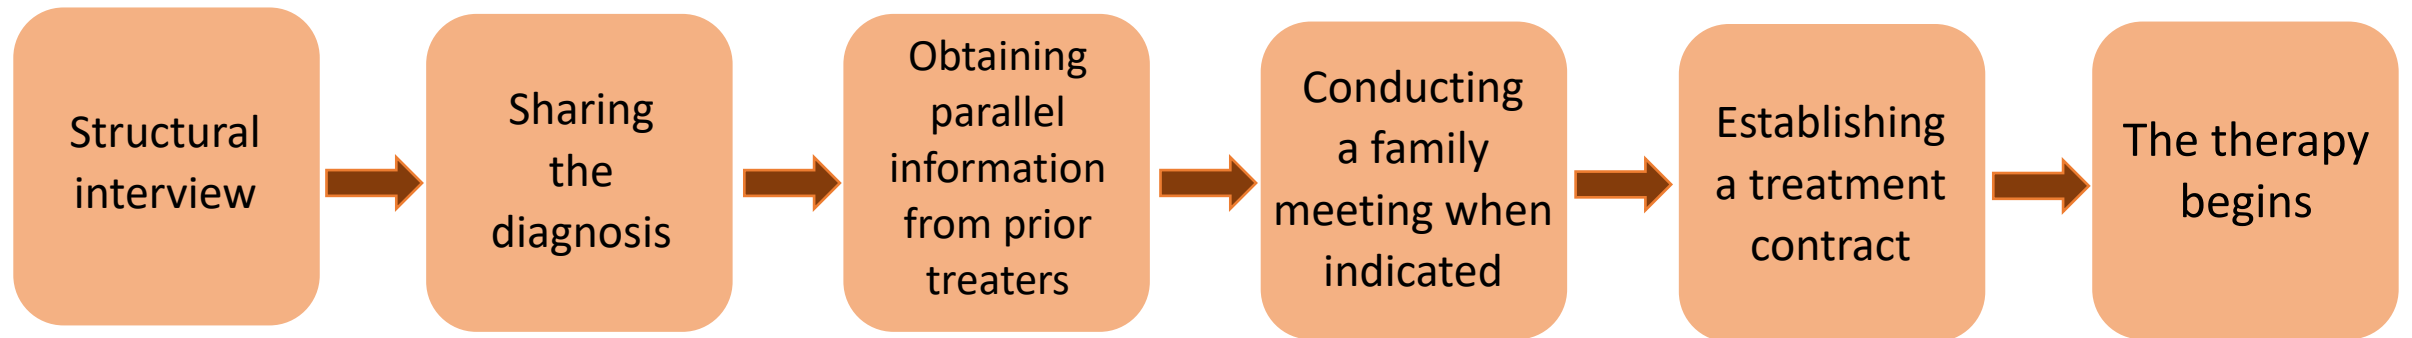 Structural
interview
Sharing
the
diagnosis
Obtaining
parallel
information
from prior
treaters
Conducting
a family
meeting when
indicated
Establishing
a treatment
contract
The therapy
begins